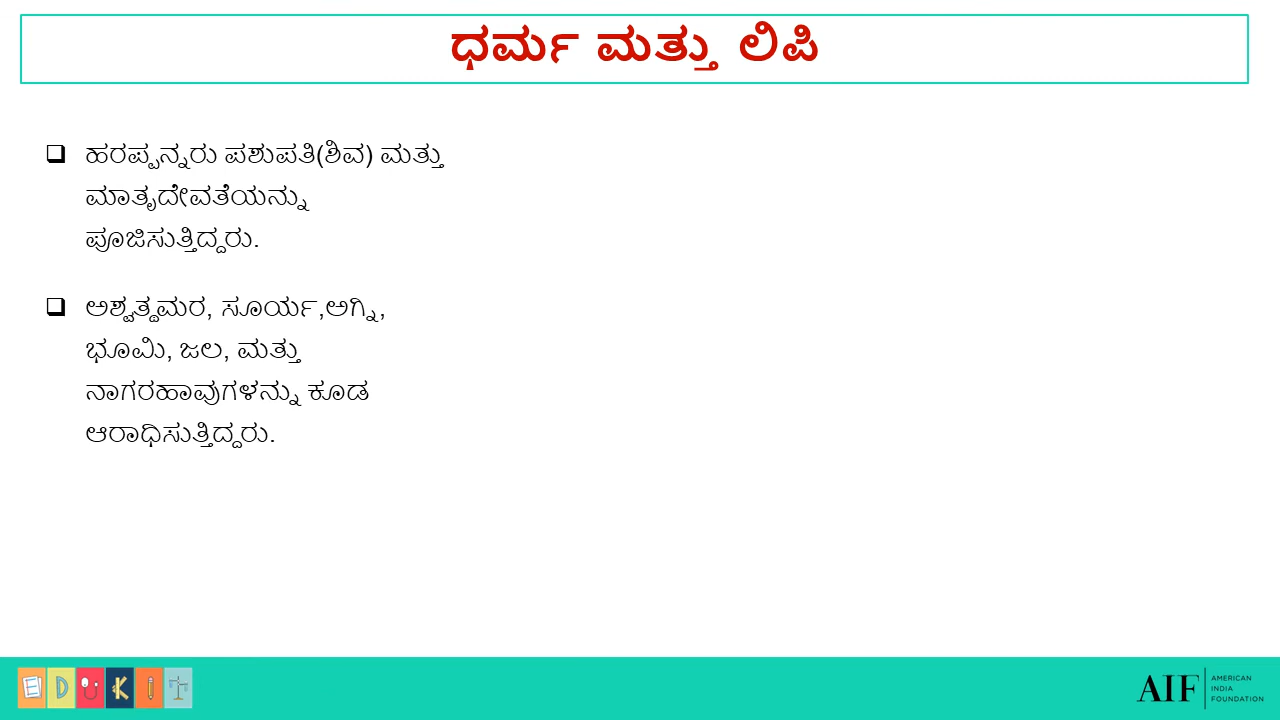 ಧರ್ಮ ಮತ್ತು ಲಿಪಿ
ಹರಪ್ಪನ್ನರು ಪಶುಪತಿ(ಶಿವ) ಮತ್ತು
ಮಾತೃದೇವತೆಯನ್ನು
ಪೂಜಿಸುತ್ತಿದ್ದರು.
ಅಶ್ವತ್ಥಮರ, ಸೂರ್ಯ,ಅಗ್ನಿ,
ಭೂಮಿ, ಜಲ, ಮತ್ತು
ನಾಗರಹಾವುಗಳನ್ನು ಕೂಡ
ಆರಾಧಿಸುತ್ತಿದ್ದರು.
EDUKIT
AIF
AMERICAN
INDIA
FOUNDATION